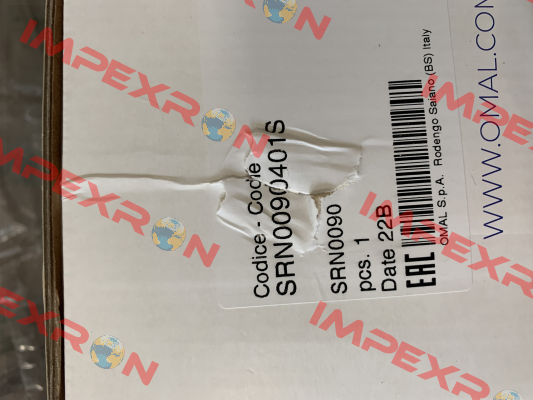 Codice - Code
SRN0090401S
SRN0090
pcs. 1
Date 22B
EAC
OMAL S.p.A. Rodengo Saiano (BS) Italy
WWW.OMAL.CO
IMPEXRON
IMPEXRON
IMPEXRON
IMPEXRON
IMPEXRON